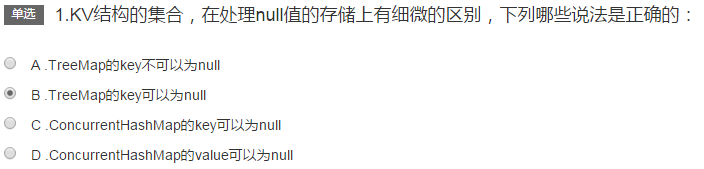 单选 1.KV结构的集合，在处理null值的存储上有细微的区别，下列哪些说法是正确的：
A .TreeMap的key不可以为null
B .TreeMap的key可以为null
C .ConcurrentHashMap的key可以为null
D .ConcurrentHashMap的value可以为null